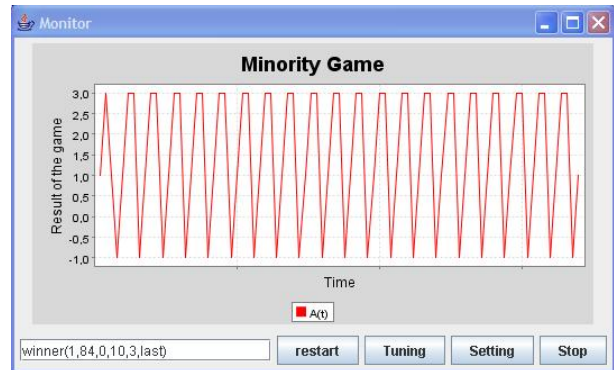 Monitor
Minority Game
Result of the game
3,0
2,5
2,0
1,5
1,0
0,5
0,0
-0,5
-1,0
Time
A(t)
winner(1,84,0,10,3,last)
restart
Tuning
Setting
Stop